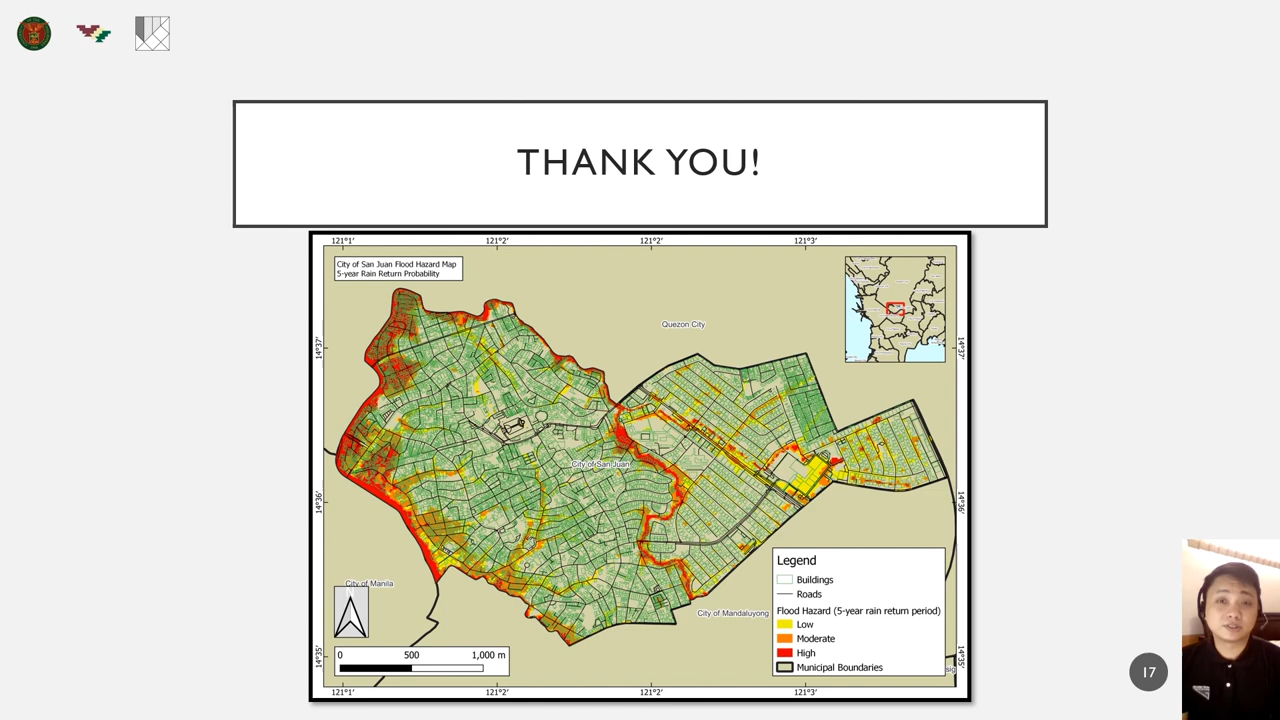 THANK YOU!
121°1'
121°2'
121°2'
121°3'
City of San Juan Flood Hazard Map
5-year Rain Return Probability
Quezon City
14°37'
14°37'
City of San Juan
14°36'
14°36'
City of Manila
N
City of Mandaluyong
Legend
Buildings
Roads
Flood Hazard (5-year rain return period)
Low
Moderate
High
Municipal Boundaries
0 500 1,000 m
14°35'
14°35'
121°1'
121°2'
121°2'
121°3'
17